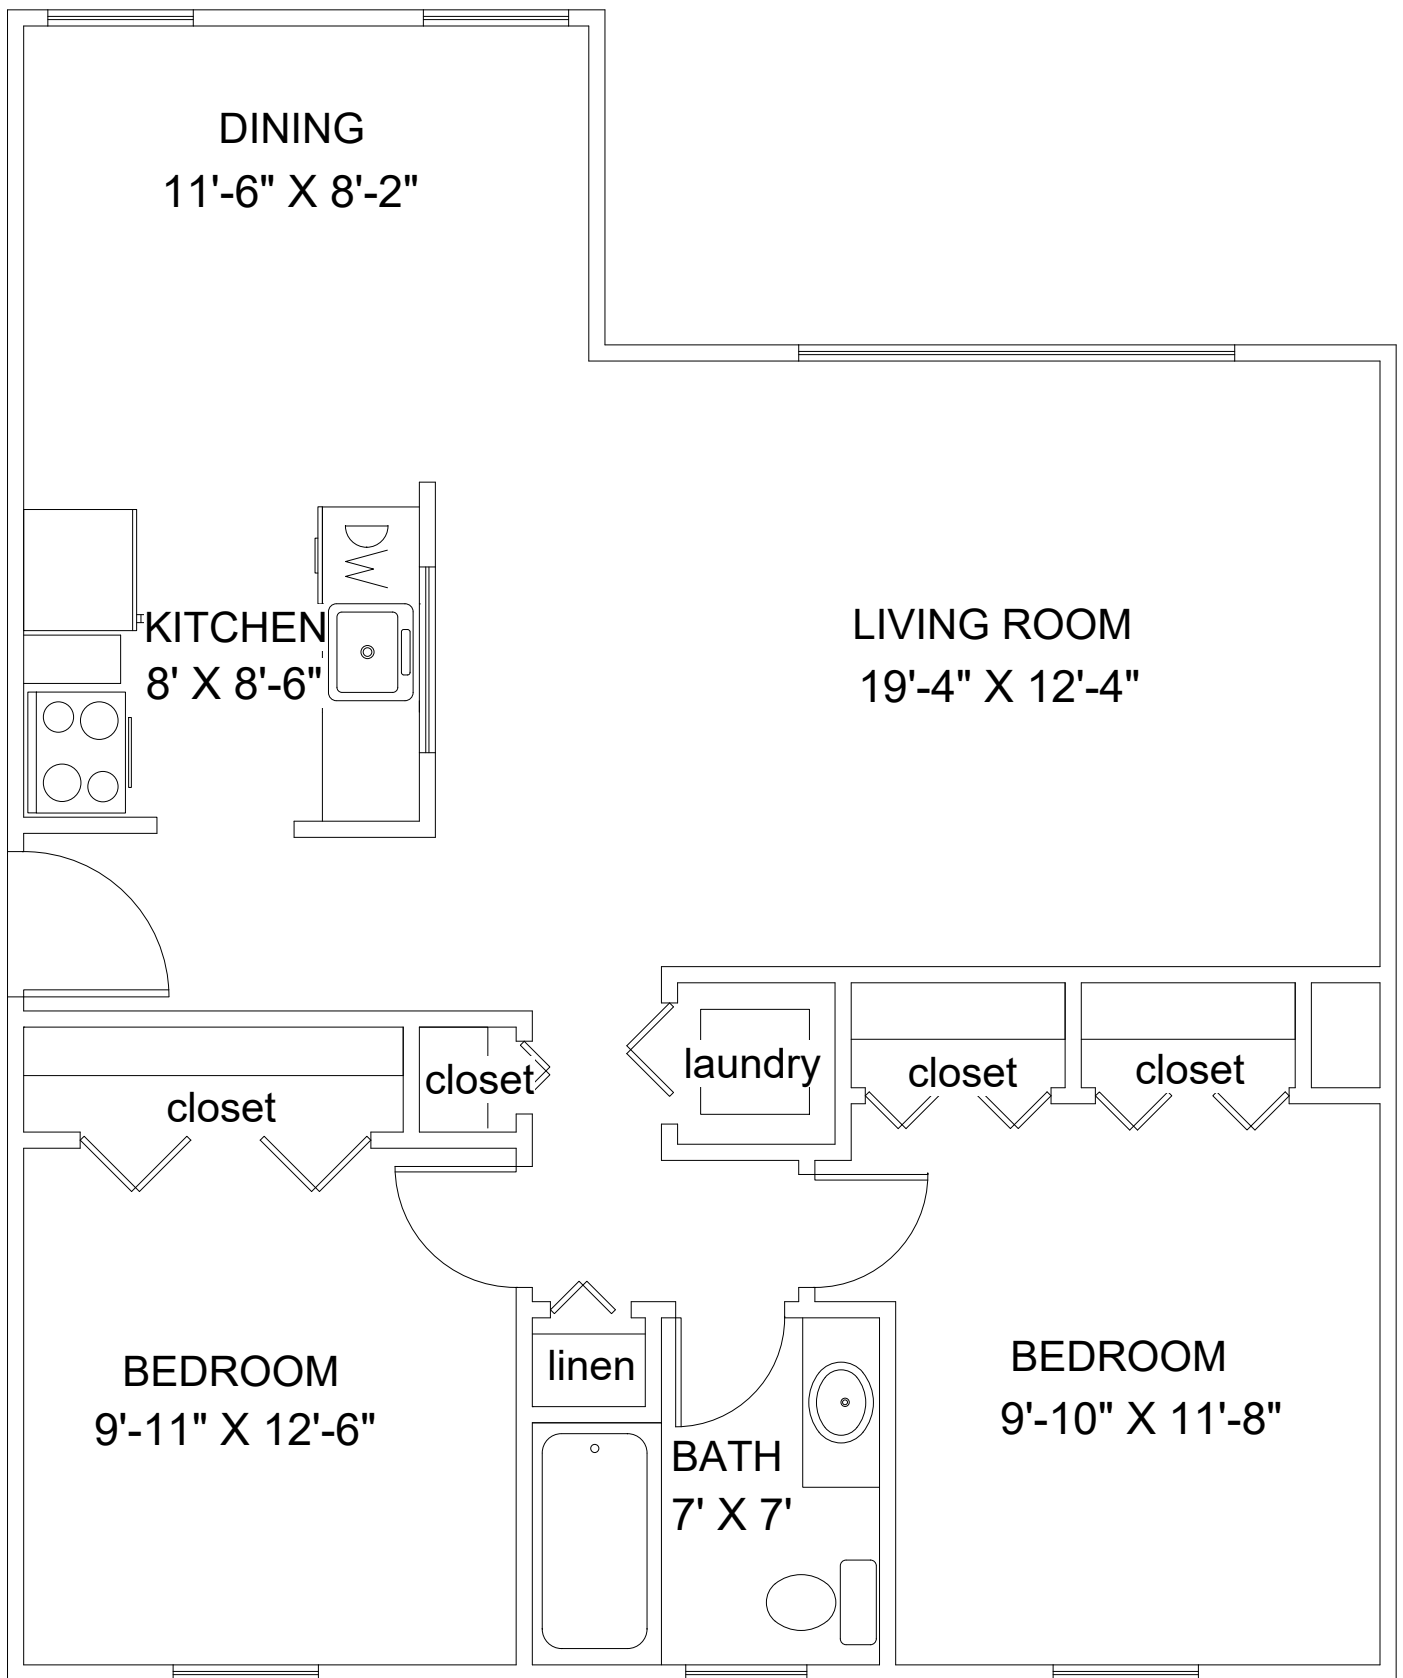 DINING
11'-6" X 8'-2"
DW
KITCHEN
8' X 8'-6"
LIVING ROOM
19'-4" X 12'-4"
closet
closet
laundry
closet
closet
BEDROOM
9'-11" X 12'-6"
linen
BATH
7' X 7'
BEDROOM
9'-10" X 11'-8"